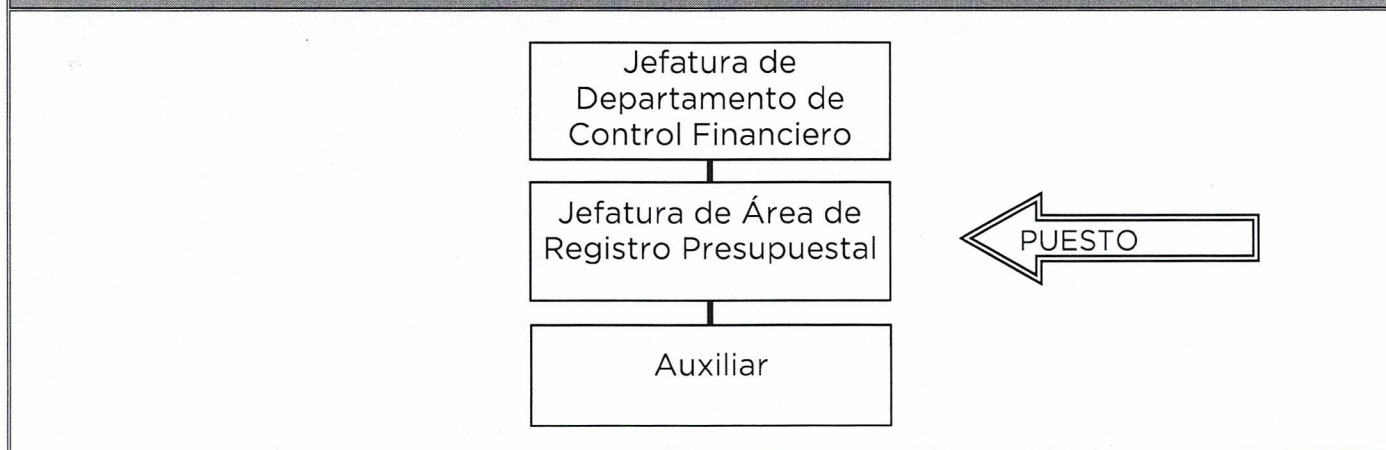 Jefatura de
Departamento de
Control Financiero
Jefatura de Área de
Registro Presupuestal
PUESTO
Auxiliar